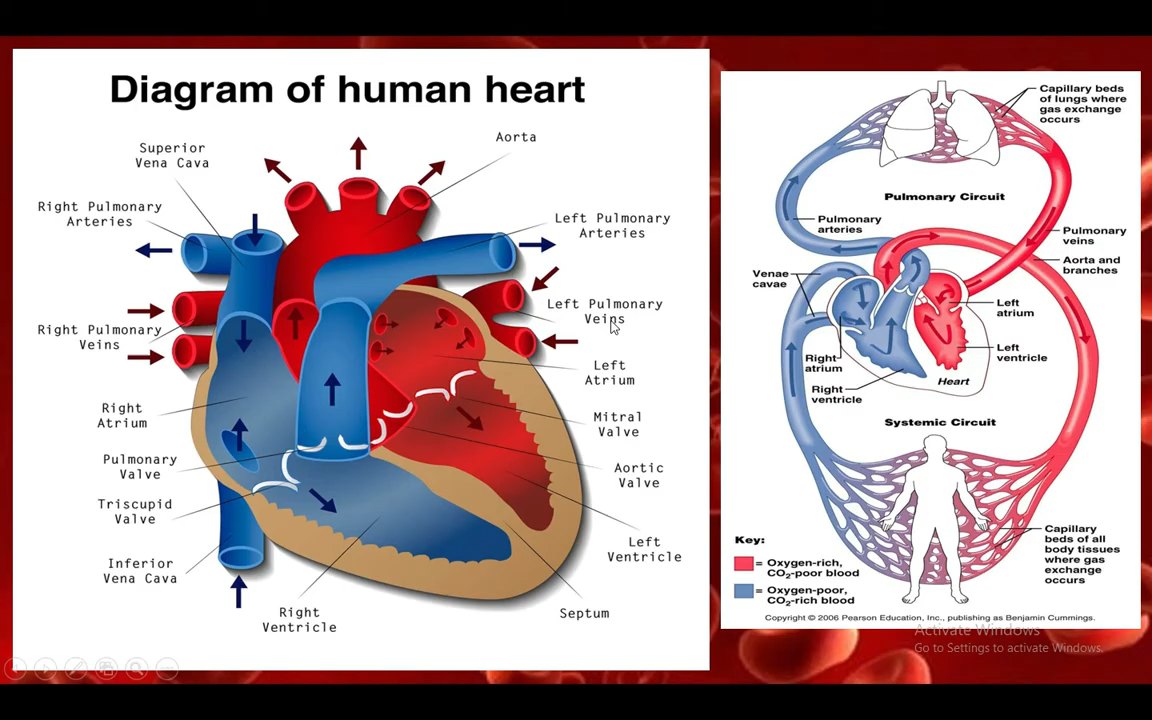 Diagram of human heart
Superior
Vena Cava
Aorta
Right Pulmonary
Arteries
Left Pulmonary
Arteries
Left Pulmonary
Veins
Right Pulmonary
Veins
Left
Atrium
Right
Atrium
Mitral
Valve
Pulmonary
Valve
Aortic
Valve
Triscupid
Valve
Left
Ventricle
Inferior
Vena Cava
Right
Ventricle
Septum
Capillary beds
of lungs where
gas exchange
occurs
Pulmonary Circuit
Pulmonary
arteries
Pulmonary
veins
Aorta and
branches
Venae
cavae
Left
atrium
Left
ventricle
Right
atrium
Right
ventricle
Heart
Systemic Circuit
Capillary
beds of all
body tissues
where gas
exchange
occurs
Key:
= Oxygen-rich,
CO2-poor blood
= Oxygen-poor,
CO2-rich blood
Copyright © 2006 Pearson Education, Inc., publishing as Benjamin Cummings.
Activate Windows
Go to Settings to activate Windows.